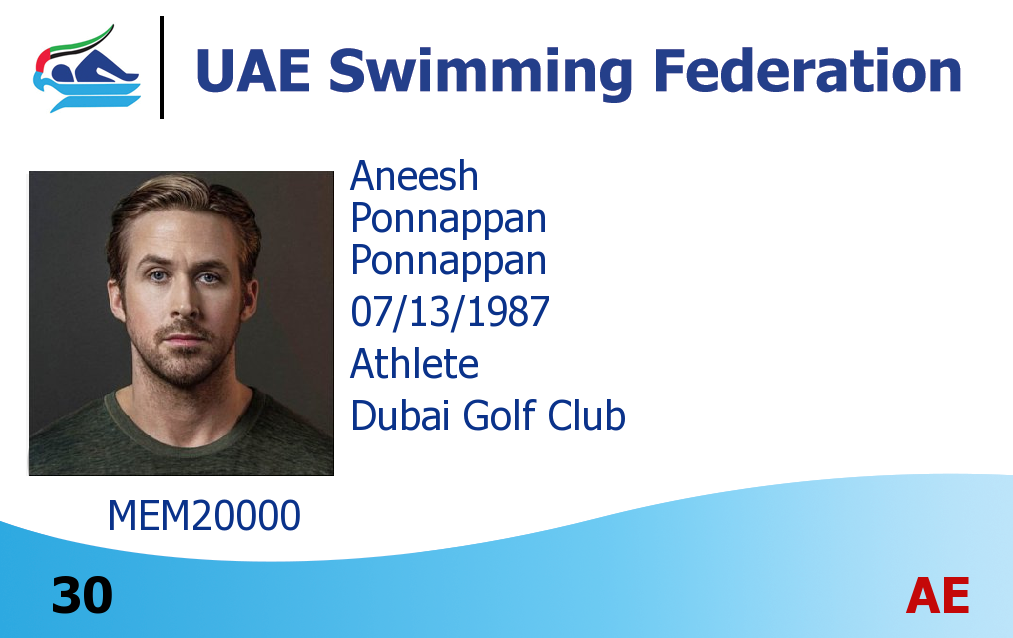 UAE Swimming Federation
Aneesh
Ponnappan
Ponnappan
07/13/1987
Athlete
Dubai Golf Club
MEM20000
30
AE